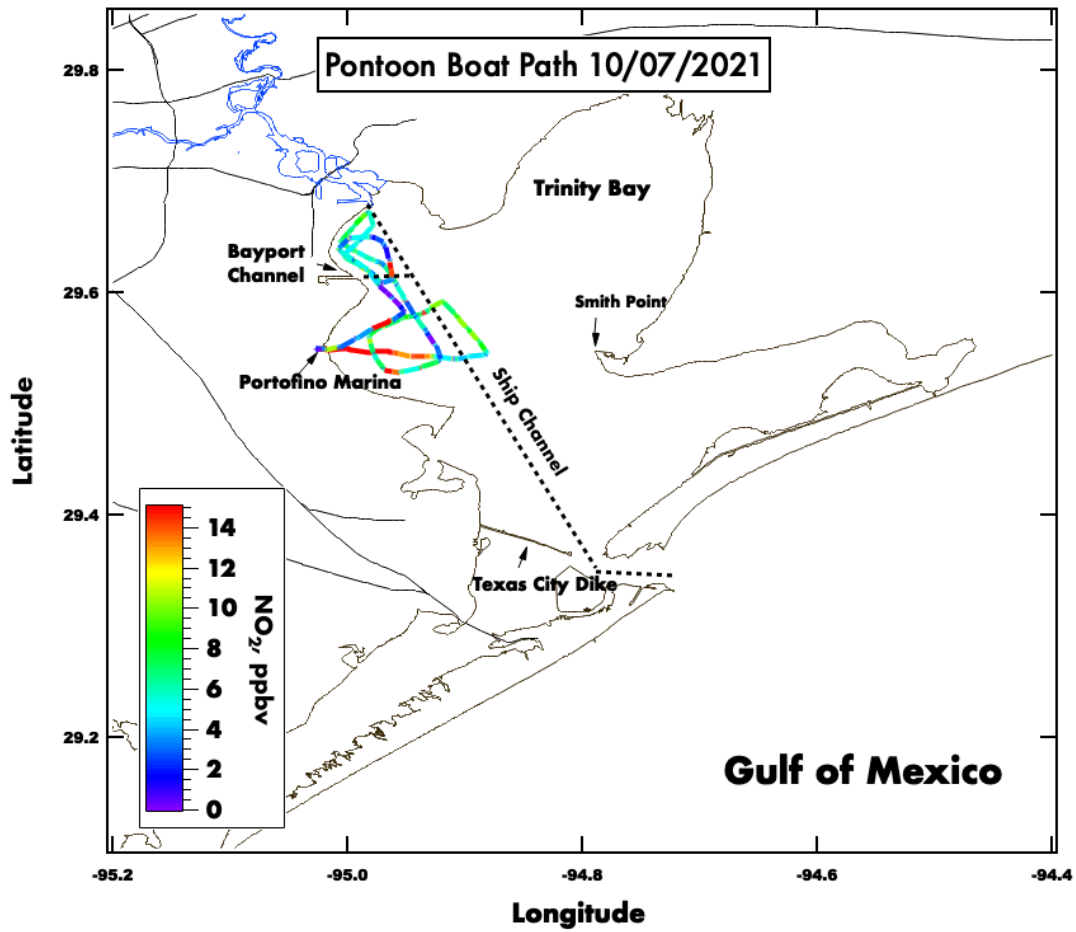 Pontoon Boat Path 10/07/2021
29.8
Trinity Bay
Bayport
Channel
29.6
Smith Point
Portofino Marina
Ship Channel
Latitude
29.4
14
12
10
8
6
4
2
0
NO₂, ppbv
Texas City Dike
29.2
Gulf of Mexico
-95.2
-95.0
-94.8
-94.6
-94.4
Longitude